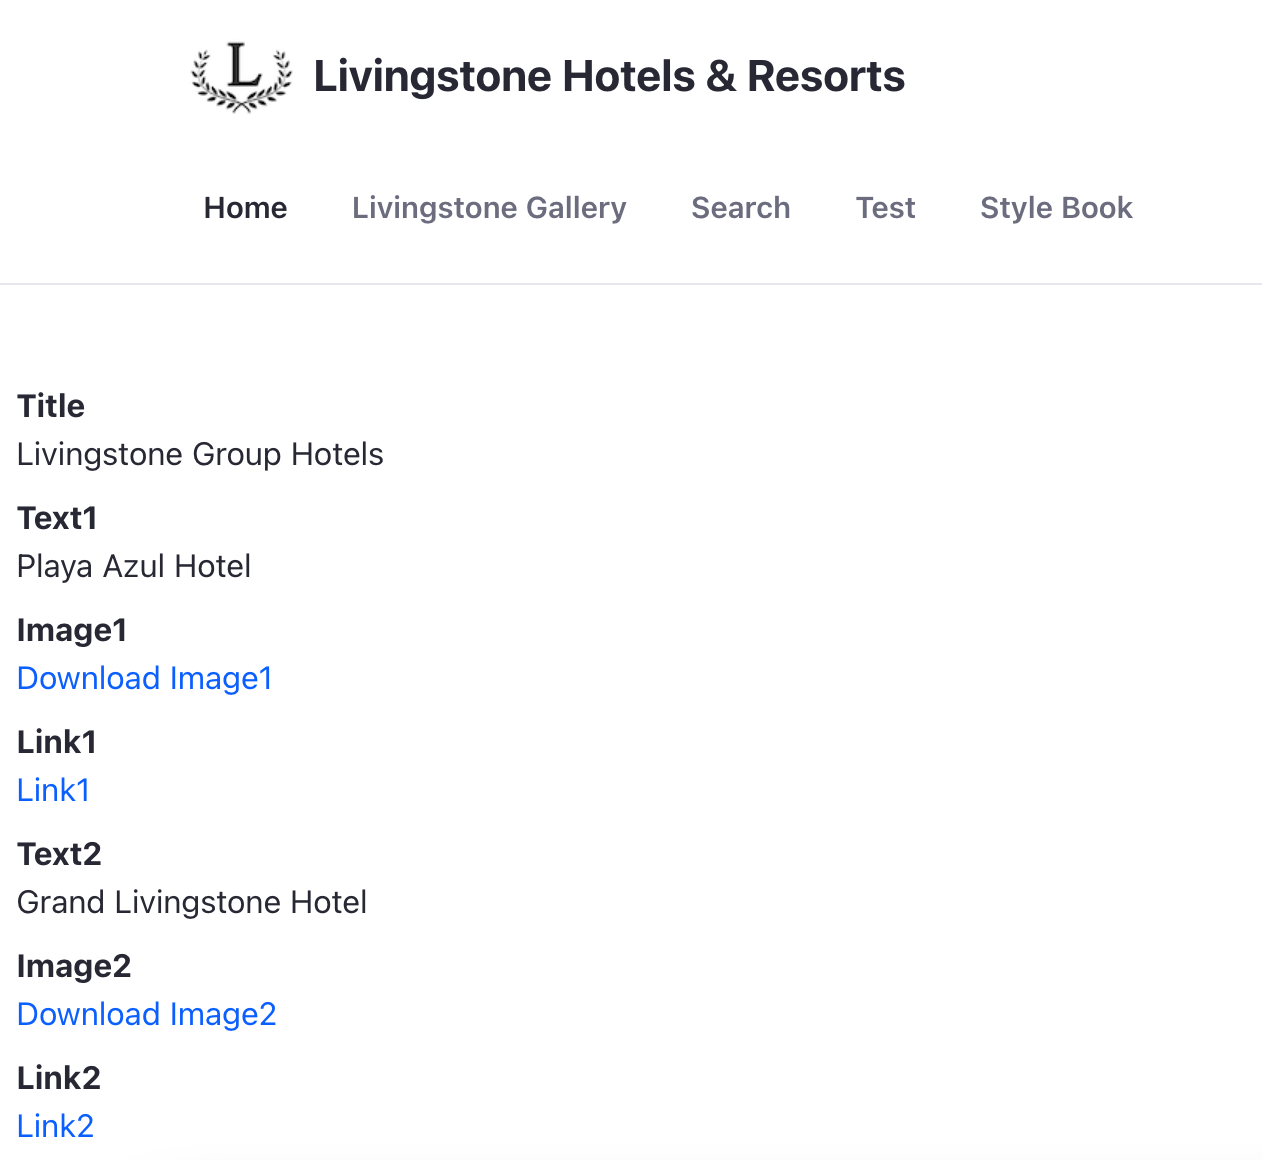 L
Livingstone Hotels & Resorts
Home Livingstone Gallery Search Test Style Book
Title
Livingstone Group Hotels
Text1
Playa Azul Hotel
Image1
Download Image1
Link1
Link1
Text2
Grand Livingstone Hotel
Image2
Download Image2
Link2
Link2